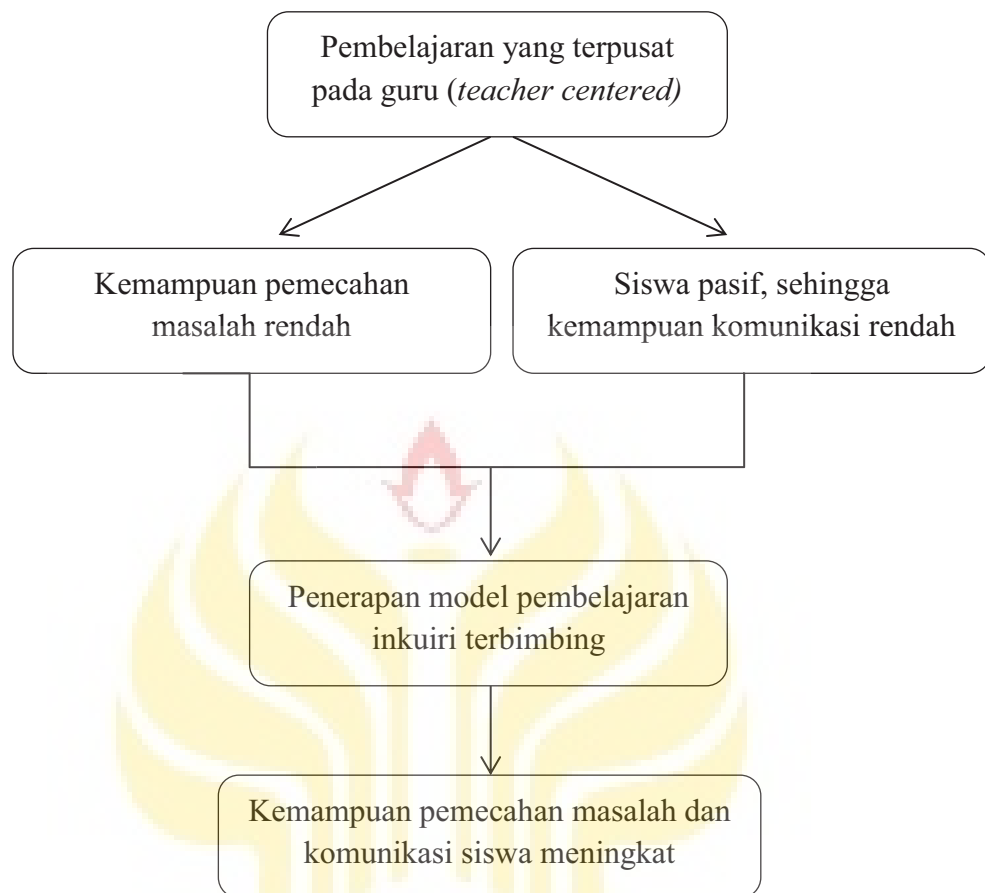 Pembelajaran yang terpusat
pada guru (teacher centered)
Kemampuan pemecahan
masalah rendah
Siswa pasif, sehingga
kemampuan komunikasi rendah
Penerapan model pembelajaran
inkuiri terbimbing
Kemampuan pemecahan masalah dan
komunikasi siswa meningkat